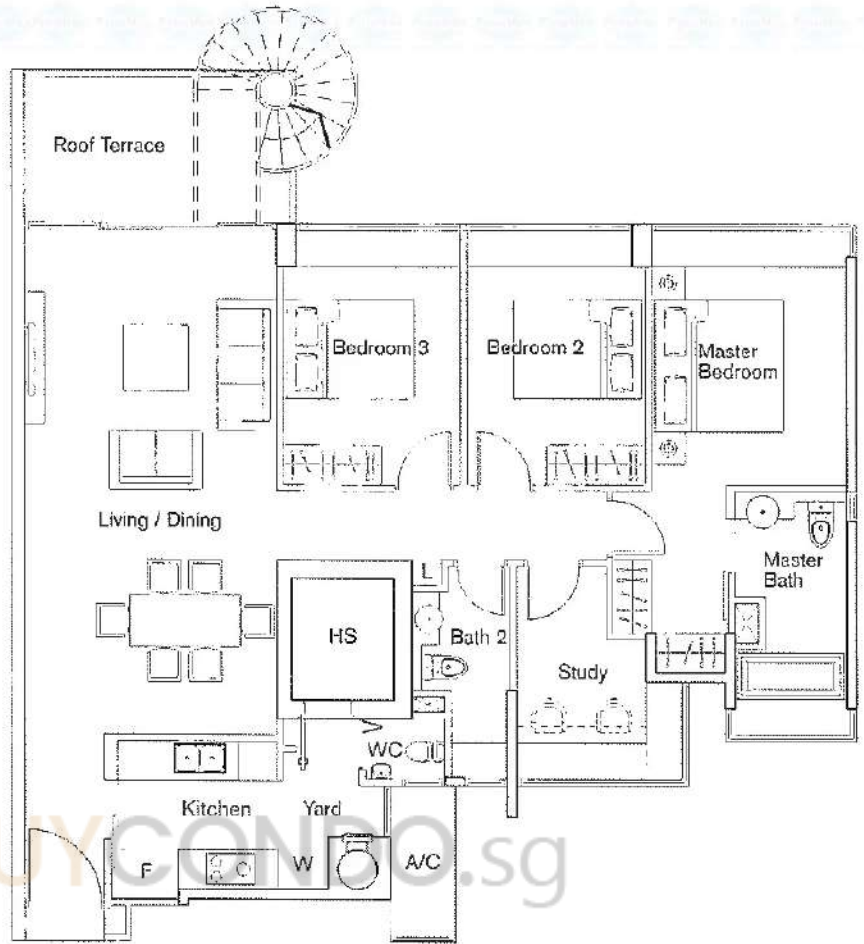 Roof Terrace
Bedroom 3
Bedroom 2
Master
Bedroom
Living / Dining
Master
Bath
HS
Bath 2
Study
WC
Kitchen
Yard
F
W
A/C
UYCONDO.sg